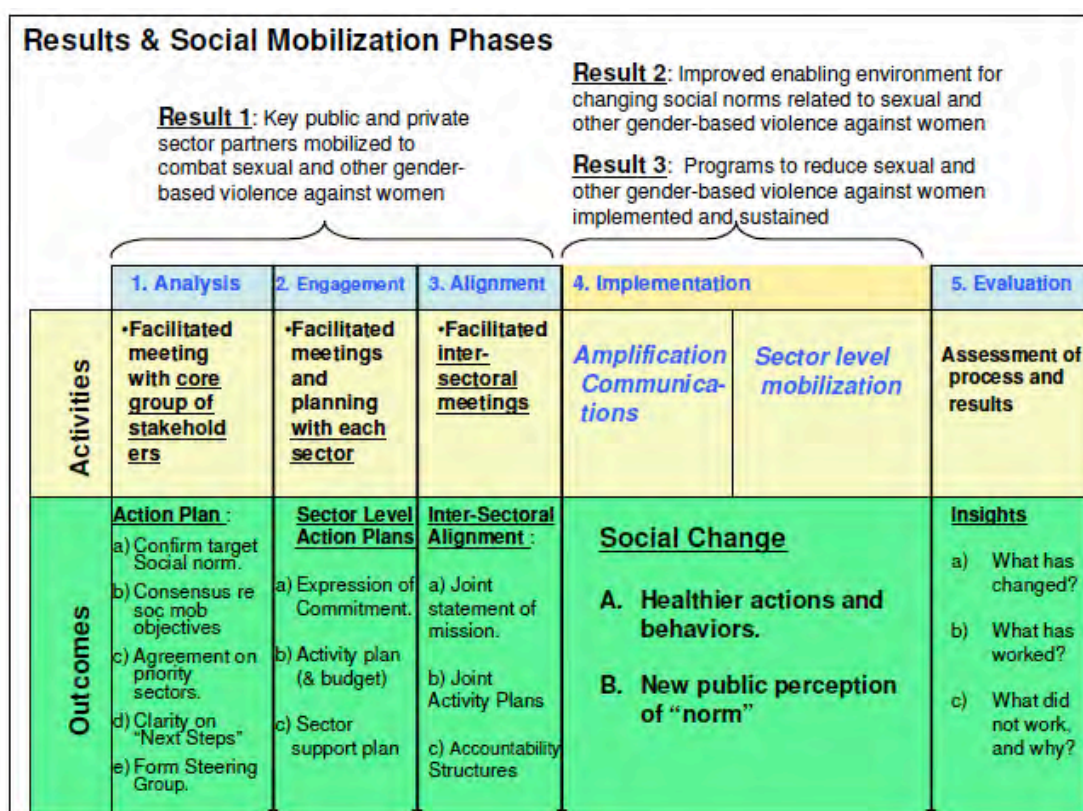 Results & Social Mobilization Phases
Result 1: Key public and private
sector partners mobilized to
combat sexual and other gender-
based violence against women
Result 2: Improved enabling environment for
changing social norms related to sexual and
other gender-based violence against women
Result 3: Programs to reduce sexual and
other gender-based violence against women
implemented and sustained
1. Analysis
2. Engagement
3. Alignment
4. Implementation
5. Evaluation
Activities
•Facilitated
meeting
with core
group of
stakehold
ers
•Facilitated
meetings
and
planning
with each
sector
•Facilitated
inter-
sectoral
meetings
Amplification
Communica-
tions
Sector level
mobilization
Assessment of
process and
results
Outcomes
Action Plan :
a) Confirm target
Social norm.
b) Consensus re
soc mob
objectives
c) Agreement on
priority
sectors.
d) Clarity on
"Next Steps"
e) Form Steering
Group.
Sector Level
Action Plans
a) Expression of
Commitment.
b) Activity plan
(& budget)
c) Sector
support plan
Inter-Sectoral
Alignment :
a) Joint
statement of
mission.
b) Joint
Activity Plans
c) Accountability
Structures
Social Change
A. Healthier actions and
behaviors.
B. New public perception
of "norm"
Insights
a) What has
changed?
b) What has
worked?
c) What did
not work,
and why?